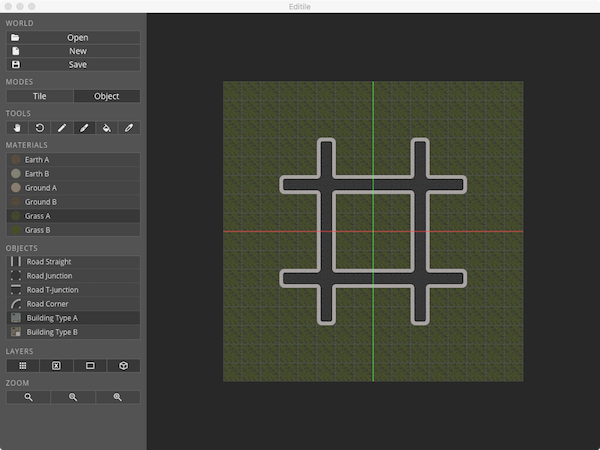 Editile
WORLD
Open
New
Save
MODES
Tile Object
TOOLS
MATERIALS
Earth A
Earth B
Ground A
Ground B
Grass A
Grass B
OBJECTS
Road Straight
Road Junction
Road T-Junction
Road Corner
Building Type A
Building Type B
LAYERS
ZOOM